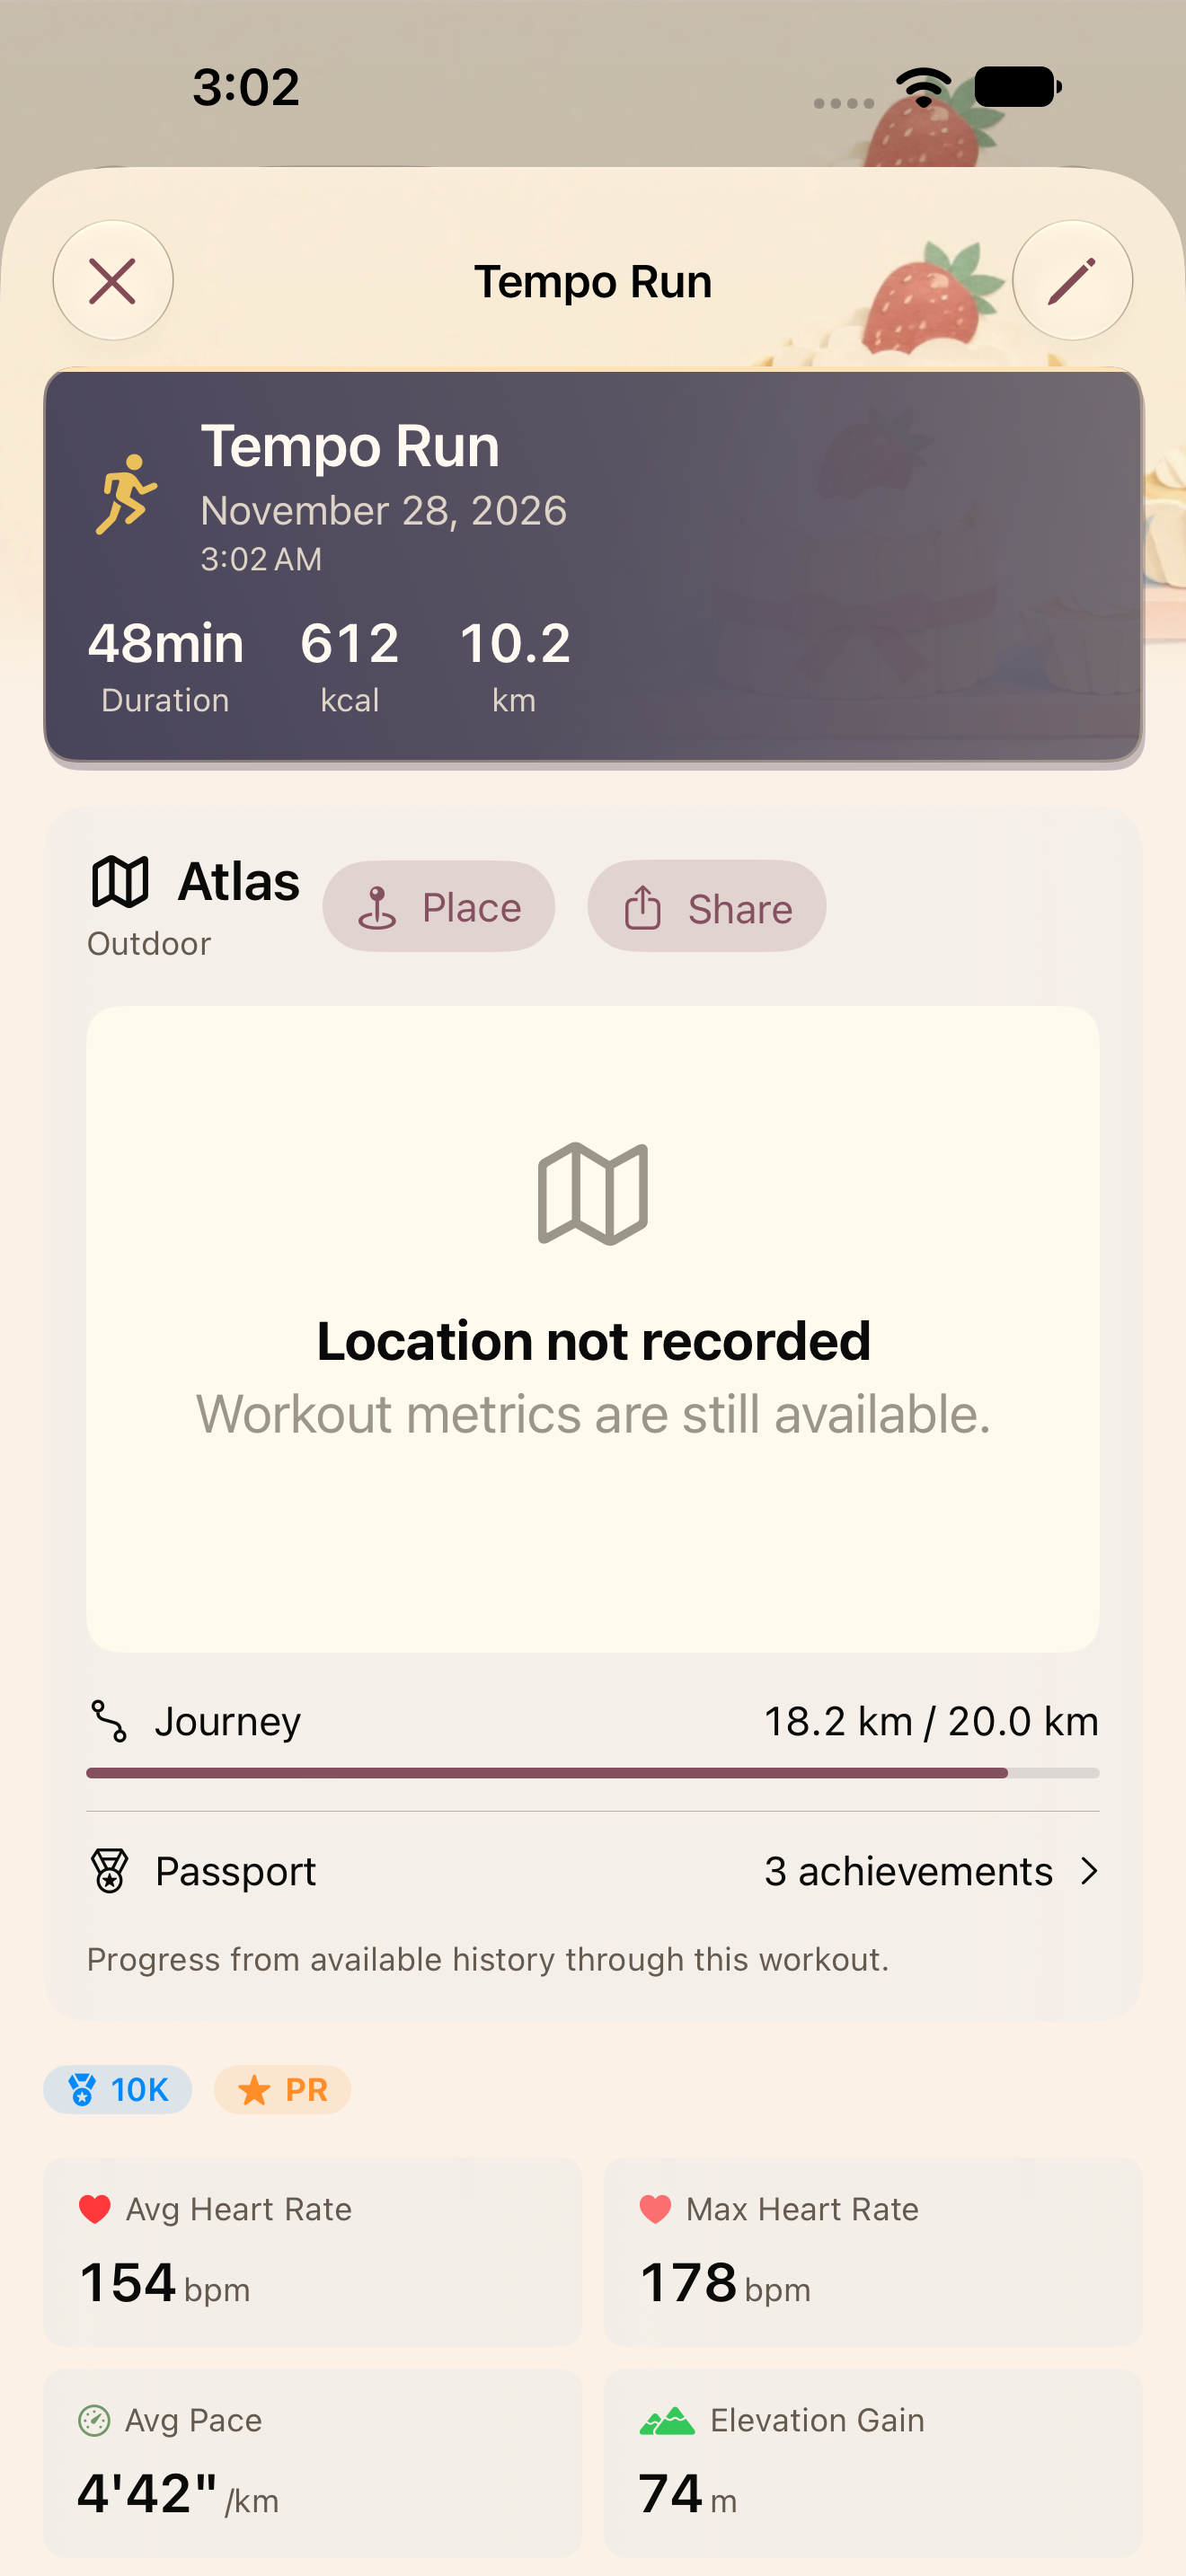 3:02
Tempo Run
Tempo Run
November 28, 2026
3:02 AM
48min 612 10.2
Duration kcal km
Atlas
Place
Share
Outdoor
Location not recorded
Workout metrics are still available.
Journey 18.2 km / 20.0 km
Passport 3 achievements
Progress from available history through this workout.
10K PR
Avg Heart Rate
154 bpm
Max Heart Rate
178 bpm
Avg Pace
4'42" /km
Elevation Gain
74 m